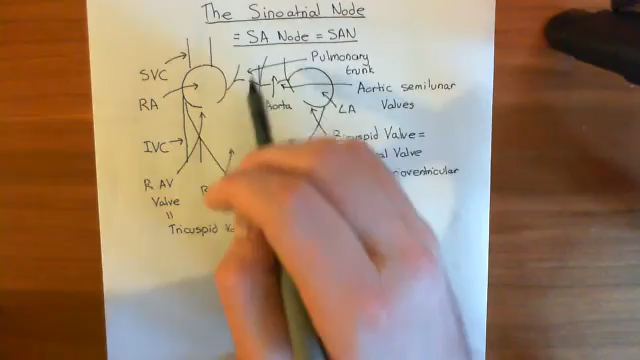 The Sinoatrial Node
= SA Node = SAN
Pulmonary
trunk
SVC
Aortic semilunar
Valves
RA
Aorta
LA
Valve =
IVC
Valve
R AV
Valve
R
"
Tricuspid